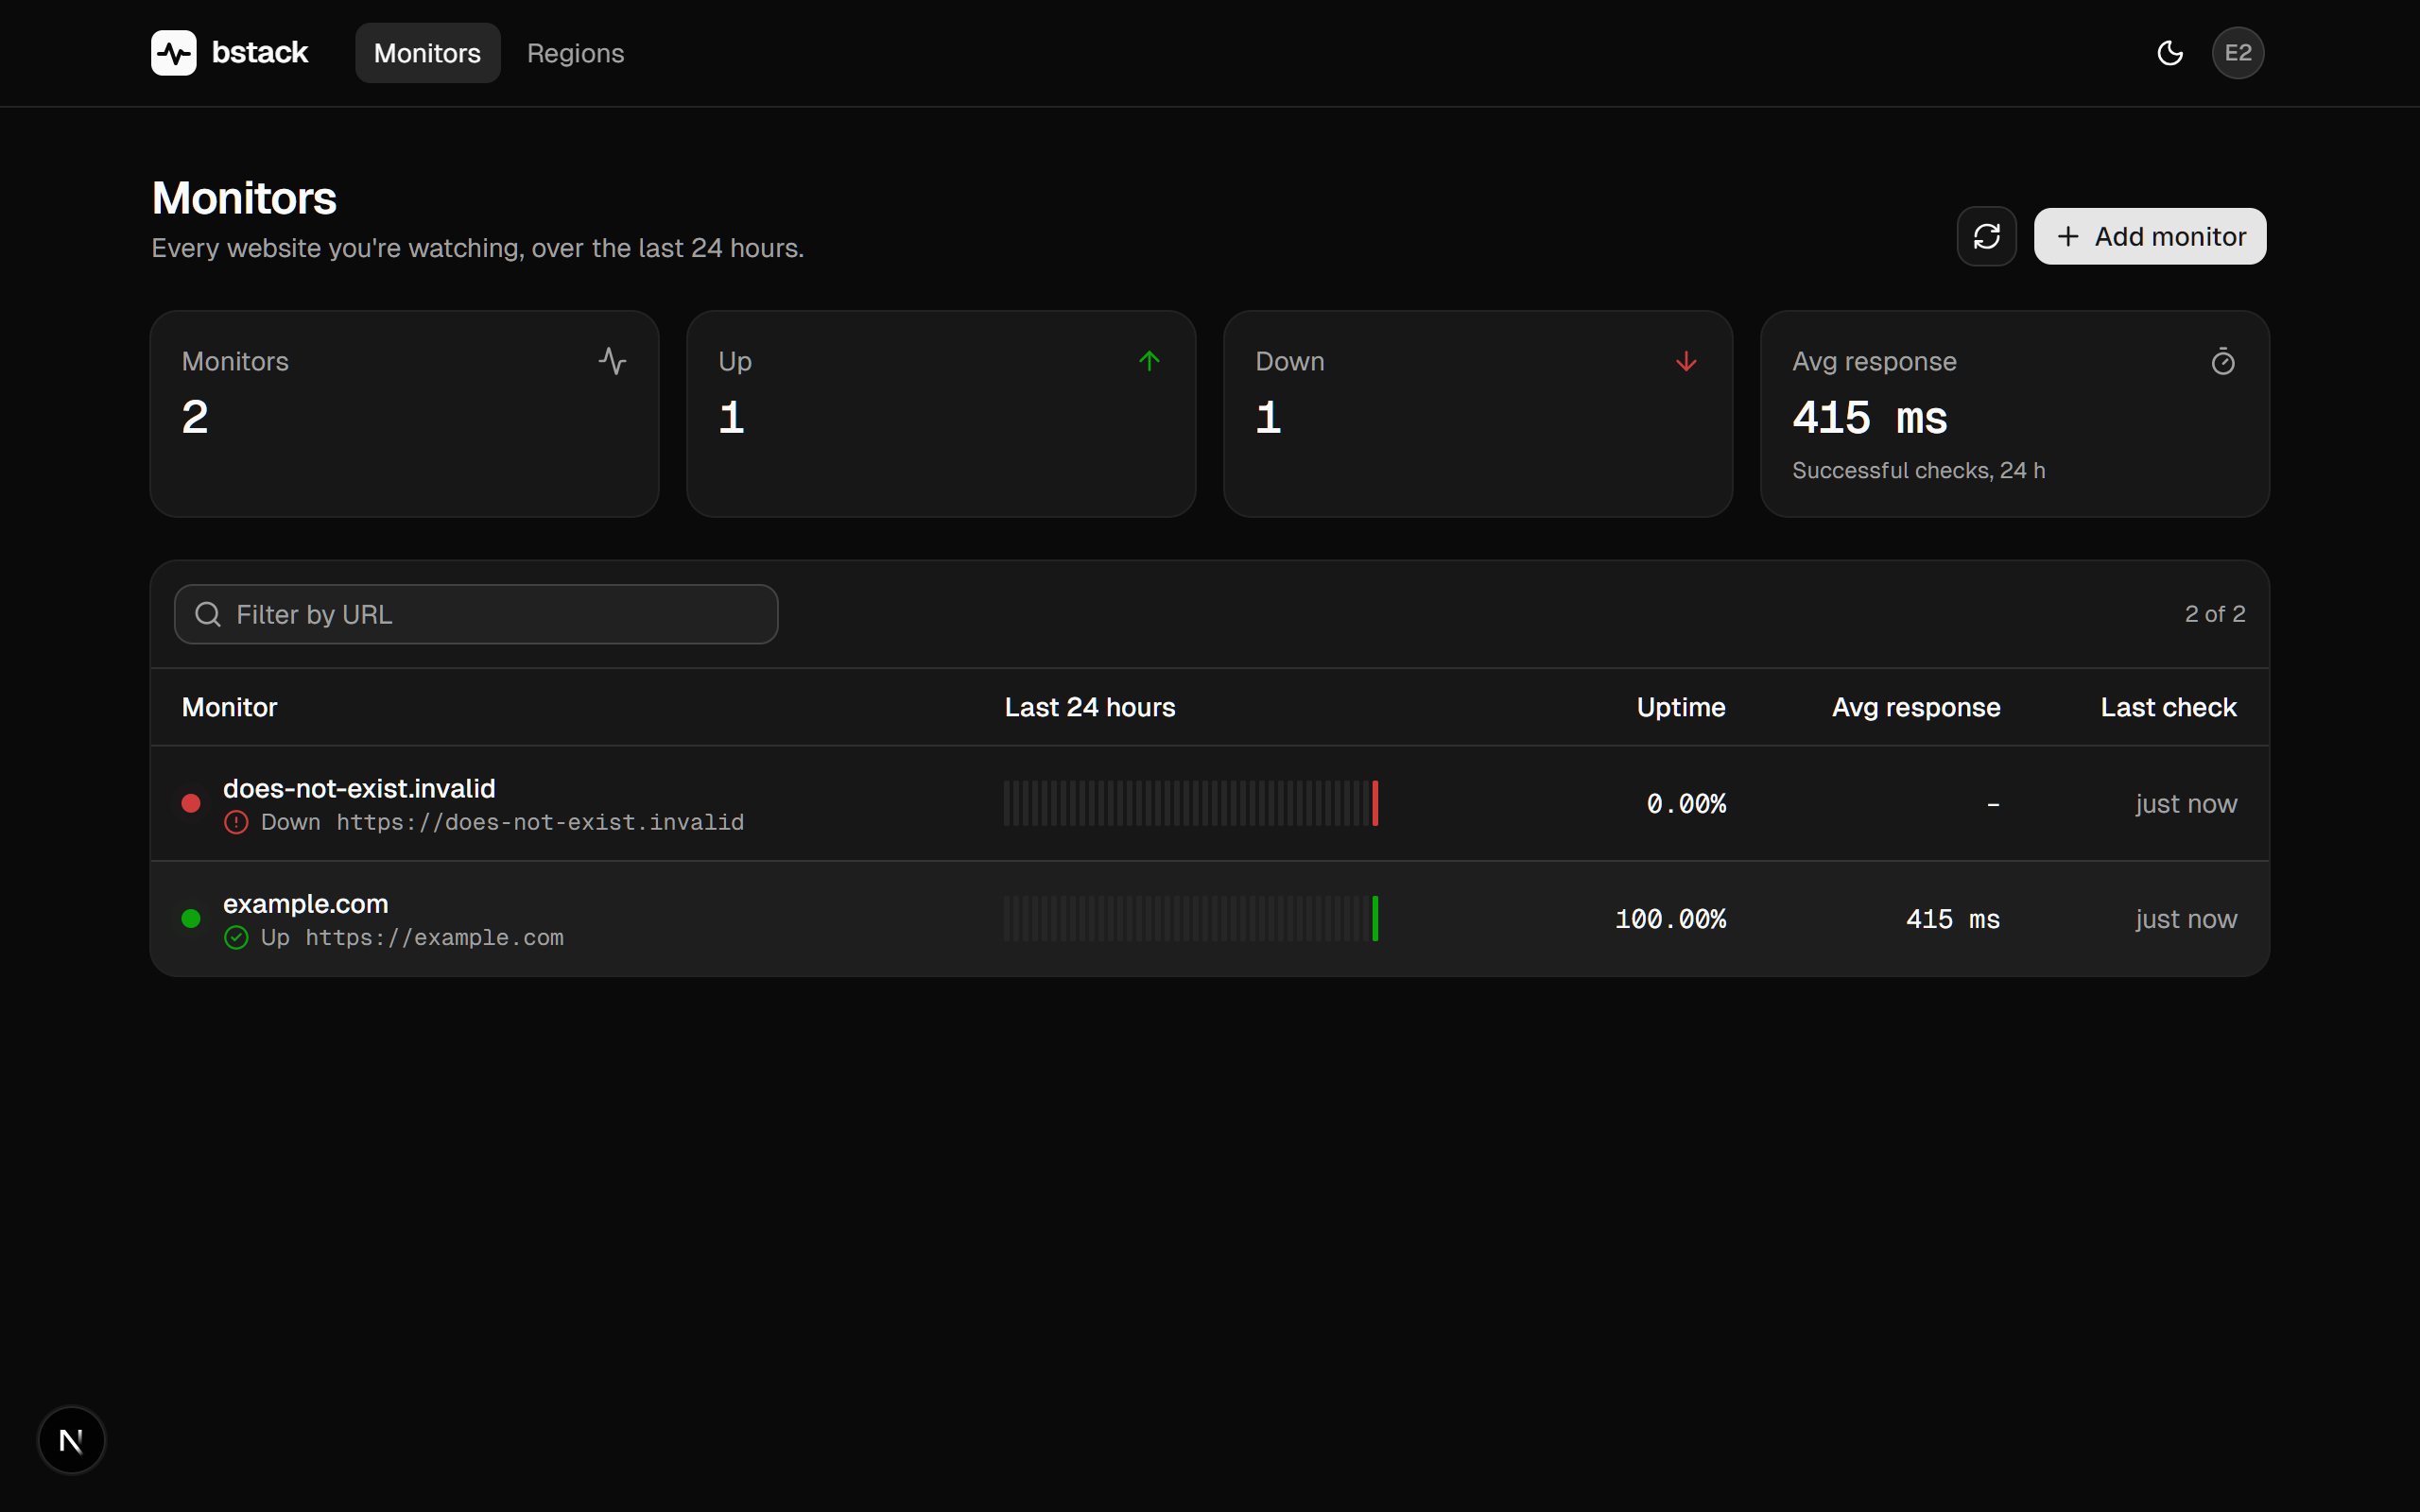 bstack
Monitors
Regions
E2
Monitors
Every website you're watching, over the last 24 hours.
Add monitor
Monitors
2
Up
1
Down
1
Avg response
415 ms
Successful checks, 24 h
Filter by URL
2 of 2
Monitor
Last 24 hours
Uptime
Avg response
Last check
does-not-exist.invalid
Down https://does-not-exist.invalid
0.00%
–
just now
example.com
Up https://example.com
100.00%
415 ms
just now
N